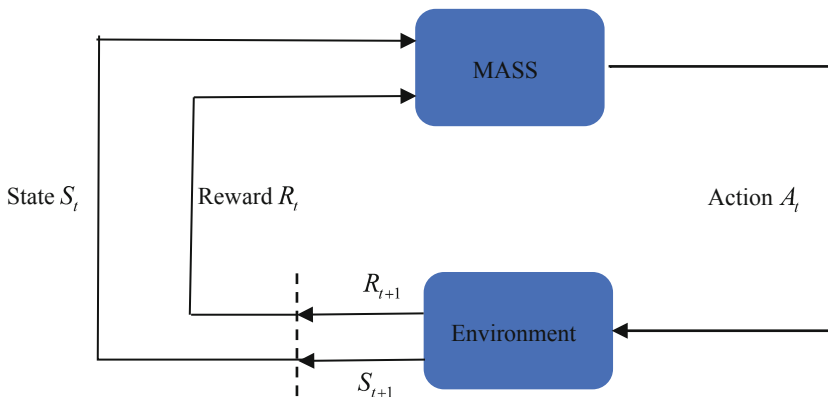 MASS
State S_t
Reward R_t
Action A_t
R_{t+1}
Environment
S_{t+1}